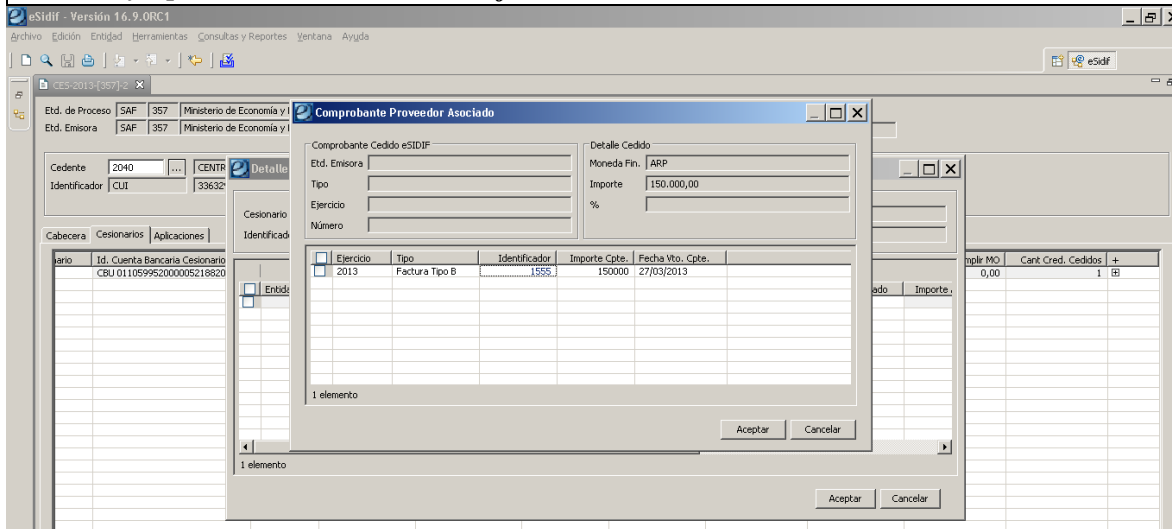 eSidif - Versión 16.9.0RC1
Archivo Edición Entidad Herramientas Consultas y Reportes Ventana Ayuda
eSidif
CES-2013-[357]-2
Etd. de Proceso SAF 357 Ministerio de Economía y
Etd. Emisora SAF 357 Ministerio de Economía y
Cedente 2040 ... CENTR
Identificador CUI 33632
Cabecera Cesionarios Aplicaciones
Id. Cuenta Bancaria Cesionario
CBU 011059952000005218820
mplir MO Cant Cred. Cedidos +
0,00 1
Detalle
Cesionario
Identificad
Entida
ado Importe
1 elemento
Aceptar Cancelar
Comprobante Proveedor Asociado
Comprobante Cedido eSIDIF
Etd. Emisora
Tipo
Ejercicio
Número
Detalle Cedido
Moneda Fin. ARP
Importe 150.000,00
%
Ejercicio Tipo Identificador Importe Cpte. Fecha Vto. Cpte.
2013 Factura Tipo B 1555 150000 27/03/2013
1 elemento
Aceptar Cancelar